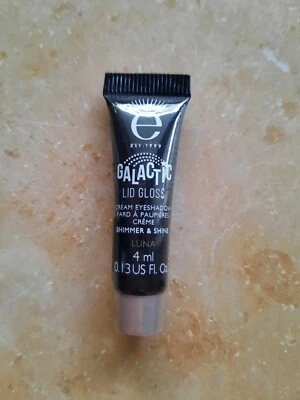 é
EST. 1999
GALACTIC
LID GLOSS
CREAM EYESHADOW
FARD À PAUPIÈRES
CRÈME
SHIMMER & SHINE
LUNA
4 ml
0.13 US Fl. Oz